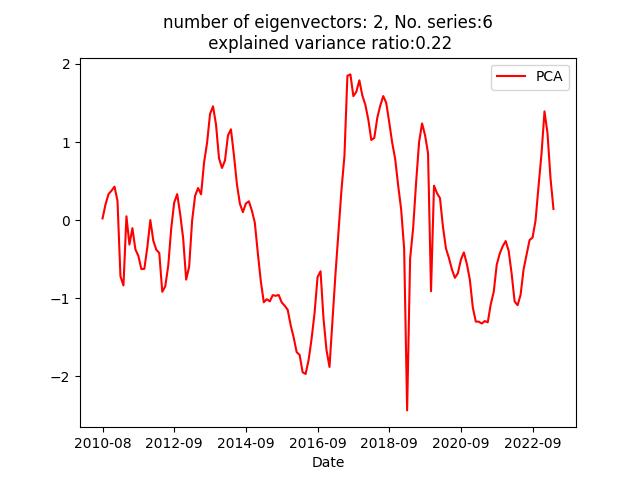 number of eigenvectors: 2, No. series:6
explained variance ratio:0.22
PCA
2
1
0
−1
−2
2010-08 2012-09 2014-09 2016-09 2018-09 2020-09 2022-09
Date